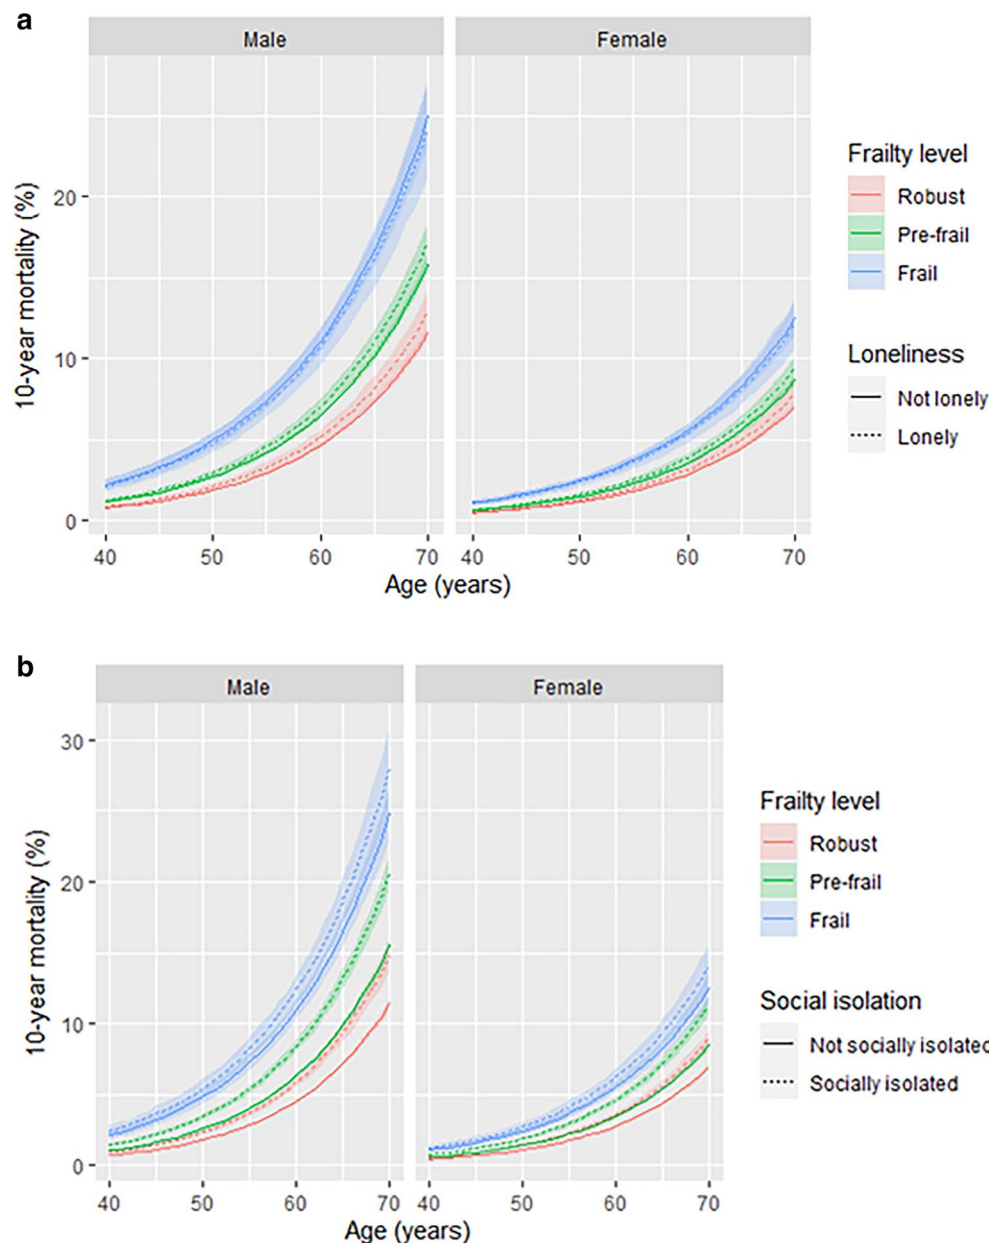 a
Male
Female
10-year mortality (%)
20
10
0
40
50
60
70
40
50
60
70
Age (years)
Frailty level
Robust
Pre-frail
Frail
Loneliness
Not lonely
Lonely
b
Male
Female
10-year mortality (%)
30
20
10
0
40
50
60
70
40
50
60
70
Age (years)
Frailty level
Robust
Pre-frail
Frail
Social isolation
Not socially isolated
Socially isolated